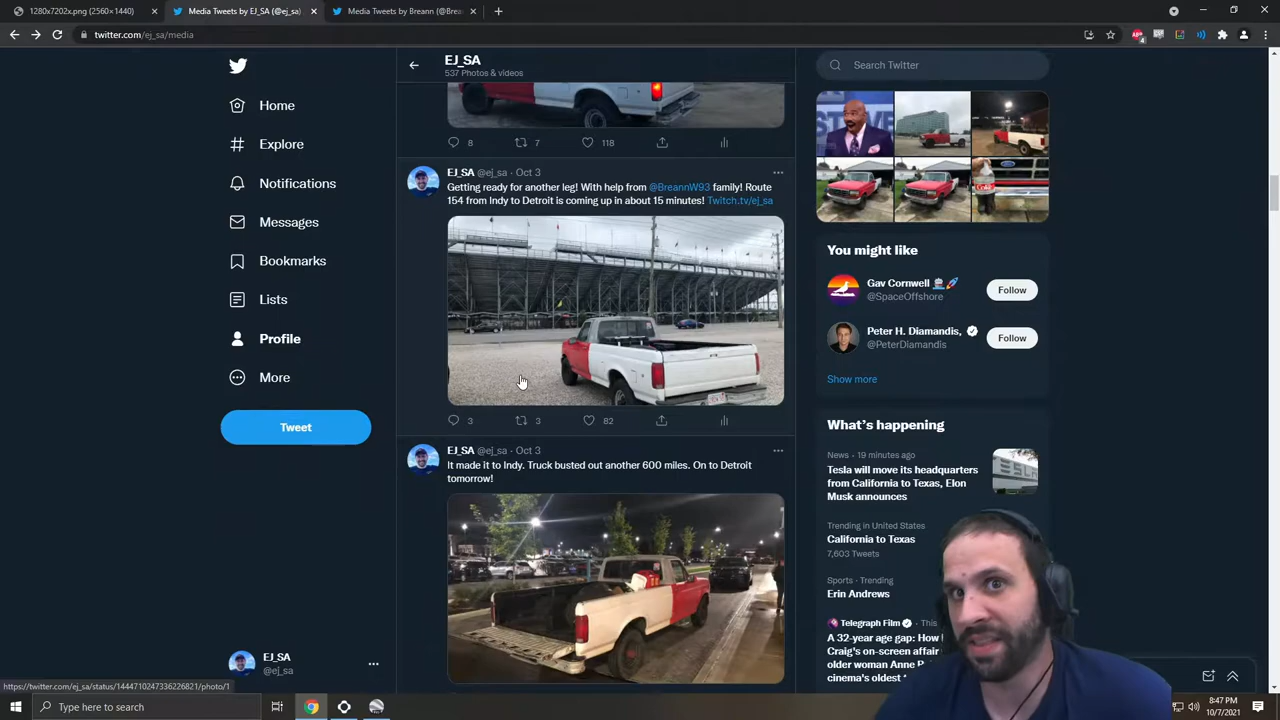 1280x720x2.png (2560×1440)
Media Tweets by EJ_SA (@ej_sa)
Media Tweets by Breann (@Brea
twitter.com/ej_sa/media
4
EJ_SA
537 Photos & videos
Search Twitter
Home
Explore
Notifications
Messages
Bookmarks
Lists
Profile
More
Tweet
8
7
118
EJ_SA @ej_sa · Oct 3
Getting ready for another leg! With help from @BreannW93 family! Route
154 from Indy to Detroit is coming up in about 15 minutes! Twitch.tv/ej_sa
3
3
82
EJ_SA @ej_sa · Oct 3
It made it to Indy. Truck busted out another 600 miles. On to Detroit
tomorrow!
You might like
Gav Cornwell
@SpaceOffshore
Follow
Peter H. Diamandis,
@PeterDiamandis
Follow
Show more
What's happening
News · 19 minutes ago
Tesla will move its headquarters
from California to Texas, Elon
Musk announces
Trending in United States
California to Texas
7,603 Tweets
Sports · Trending
Erin Andrews
Telegraph Film
This
A 32-year age gap: How
Craig's on-screen affair
older woman Anne
cinema's oldest
EJ_SA
@ej_sa
https://twitter.com/ej_sa/status/1444710247336226821/photo/1
Type here to search
8:47 PM
10/7/2021